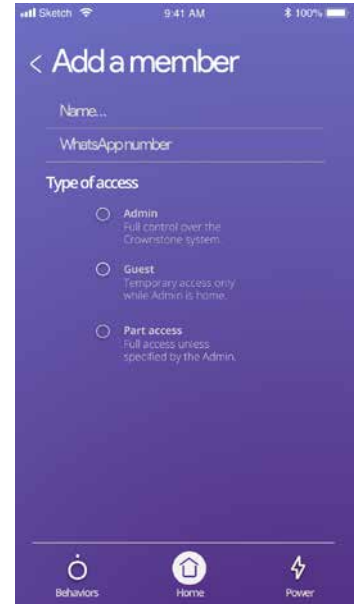 Sketch 9:41 AM 100%
< Add a member
Name...
WhatsApp number
Type of access
Admin
Full control over the
Crownstone system.
Guest
Temporary access only
while Admin is home.
Part access
Full access unless
specified by the Admin.
Behaviors Home Power